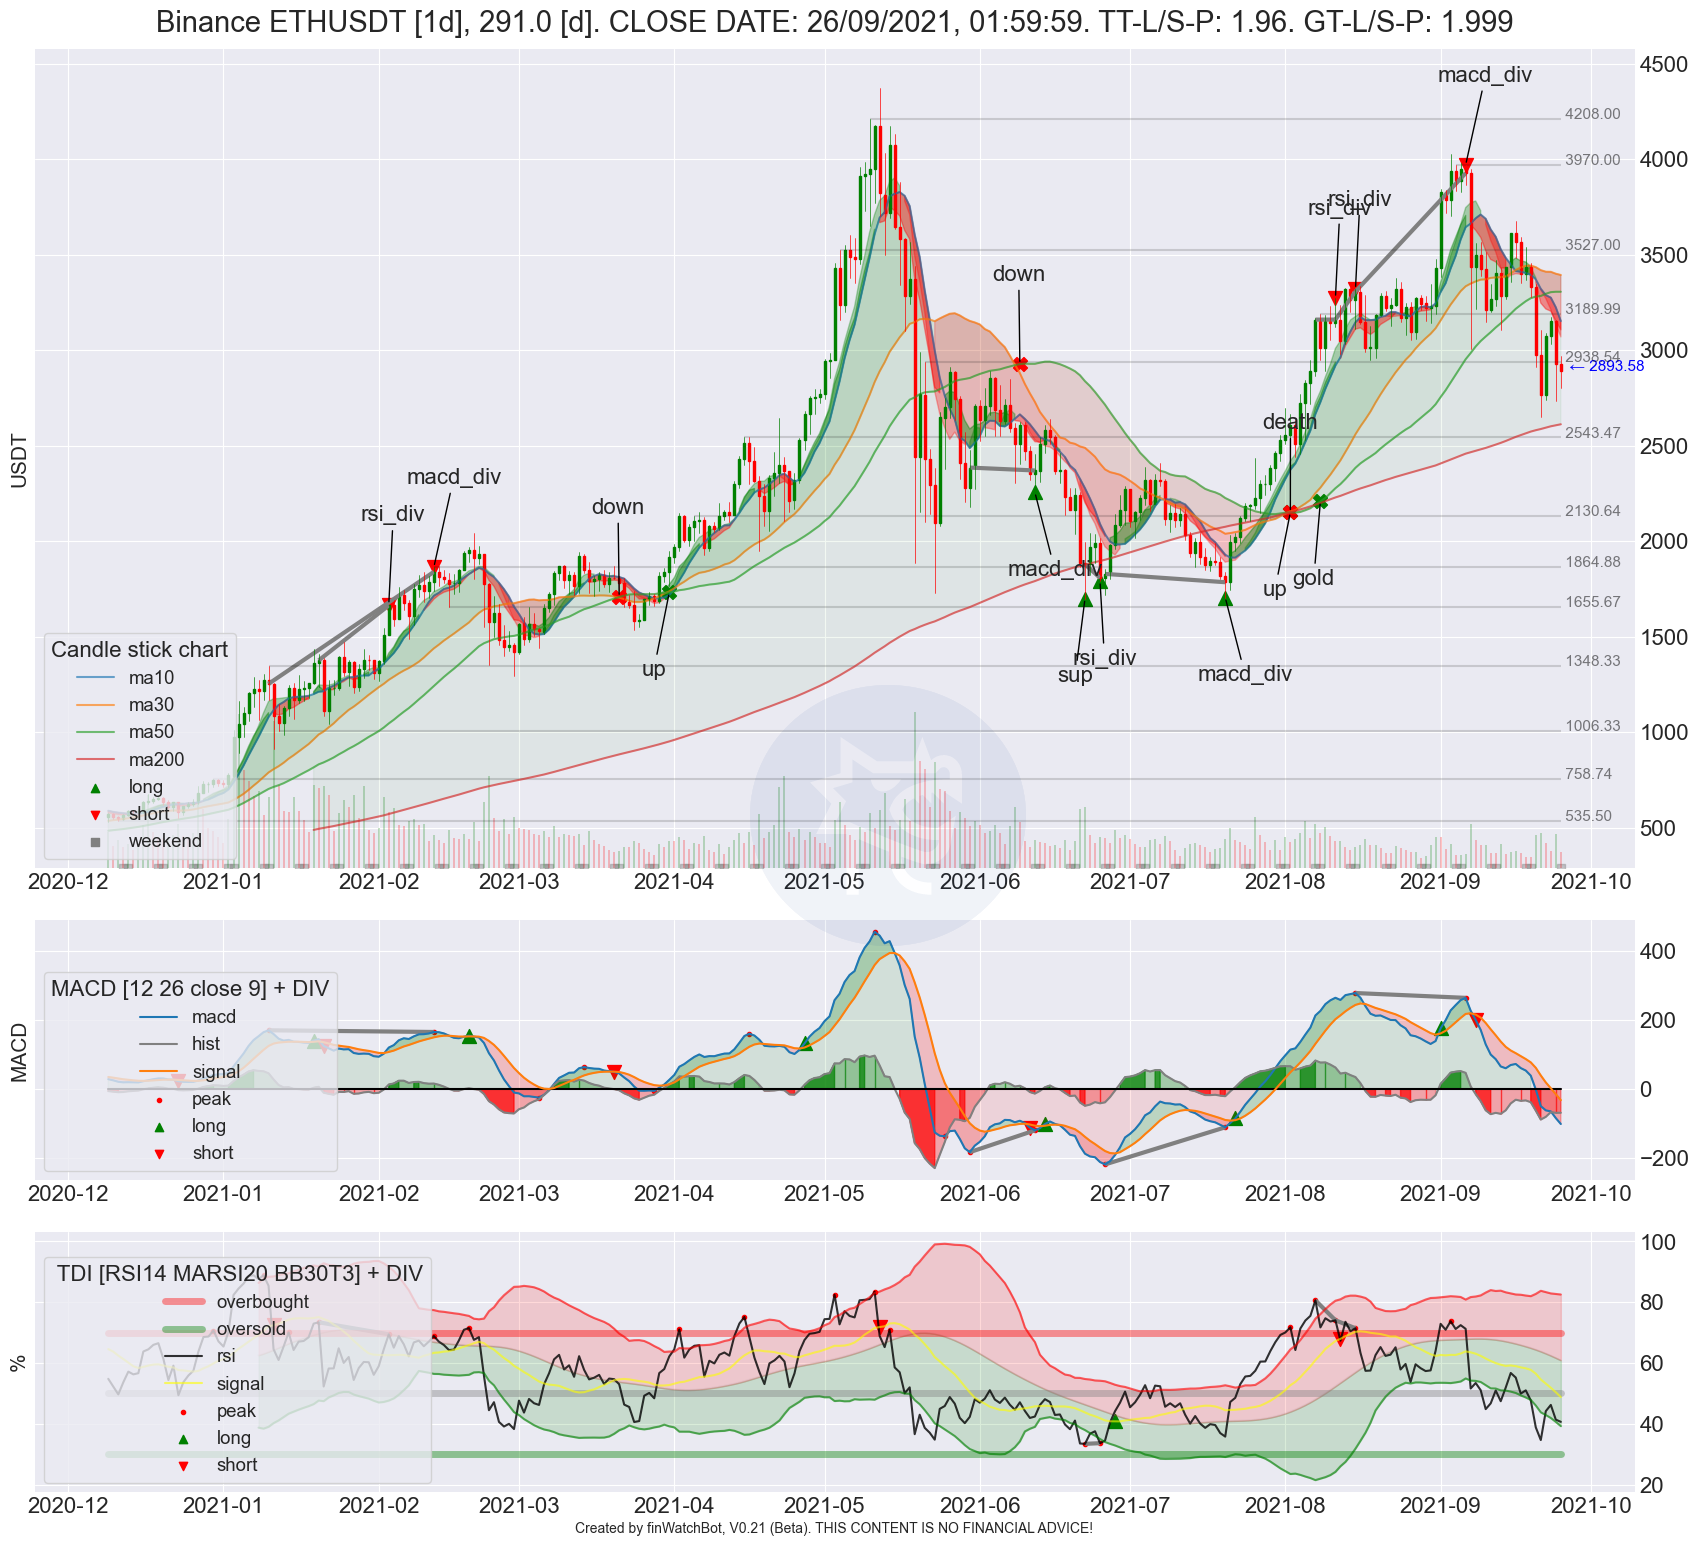 Binance ETHUSDT [1d], 291.0 [d]. CLOSE DATE: 26/09/2021, 01:59:59. TT-L/S-P: 1.96. GT-L/S-P: 1.999
USDT
4500
4000
3500
3000
2500
2000
1500
1000
500
4208.00
3970.00
3527.00
3189.99
2938.54
← 2893.58
2543.47
2130.64
1864.88
1655.67
1348.33
1006.33
758.74
535.50
macd_div
rsi_div
rsi_div
down
death
macd_div
rsi_div
down
macd_div
up
gold
up
rsi_div
sup
macd_div
Candle stick chart
ma10
ma30
ma50
ma200
long
short
weekend
2020-12
2021-01
2021-02
2021-03
2021-04
2021-05
2021-06
2021-07
2021-08
2021-09
2021-10
MACD
400
200
0
−200
MACD [12 26 close 9] + DIV
macd
hist
signal
peak
long
short
2020-12
2021-01
2021-02
2021-03
2021-04
2021-05
2021-06
2021-07
2021-08
2021-09
2021-10
%
100
80
60
40
20
TDI [RSI14 MARSI20 BB30T3] + DIV
overbought
oversold
rsi
signal
peak
long
short
2020-12
2021-01
2021-02
2021-03
2021-04
2021-05
2021-06
2021-07
2021-08
2021-09
2021-10
Created by finWatchBot, V0.21 (Beta). THIS CONTENT IS NO FINANCIAL ADVICE!